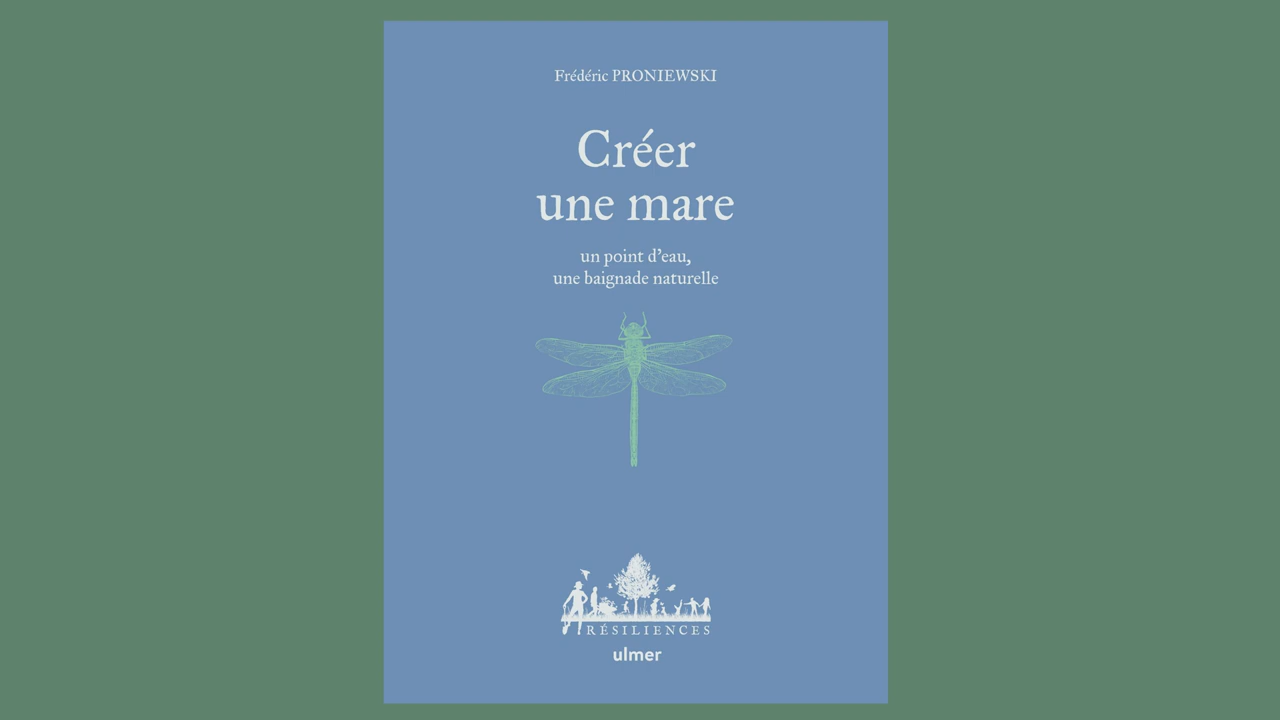 Frédéric PRONIEWSKI
Créer
une mare
un point d’eau,
une baignade naturelle
RÉSILIENCES
ulmer